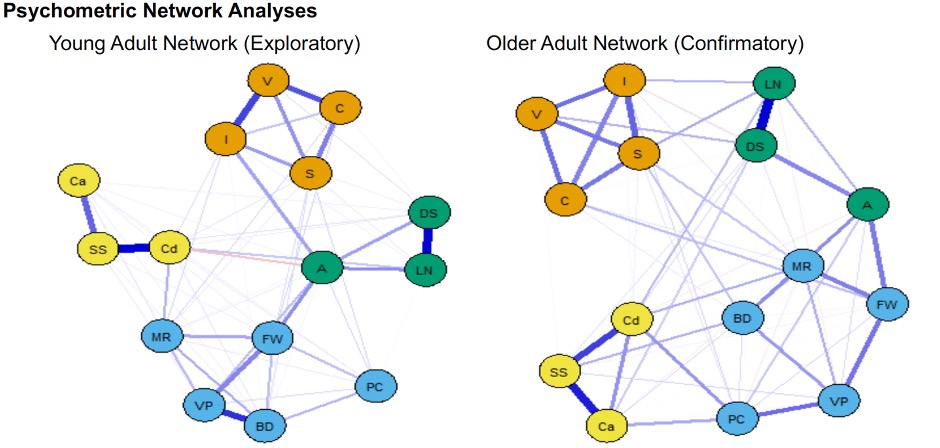 Psychometric Network Analyses
Young Adult Network (Exploratory)
Older Adult Network (Confirmatory)
V
C
I
S
Ca
SS
Cd
DS
A
LN
MR
FW
PC
VP
BD
I
LN
V
S
DS
C
A
MR
FW
Cd
BD
SS
VP
Ca
PC